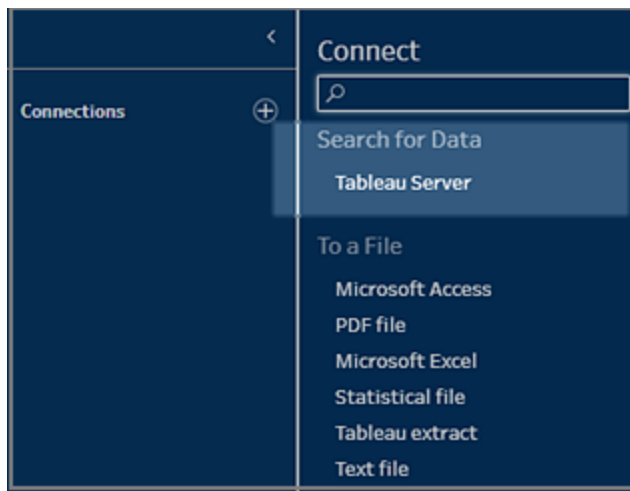 Connections
Connect
Search for Data
Tableau Server
To a File
Microsoft Access
PDF file
Microsoft Excel
Statistical file
Tableau extract
Text file